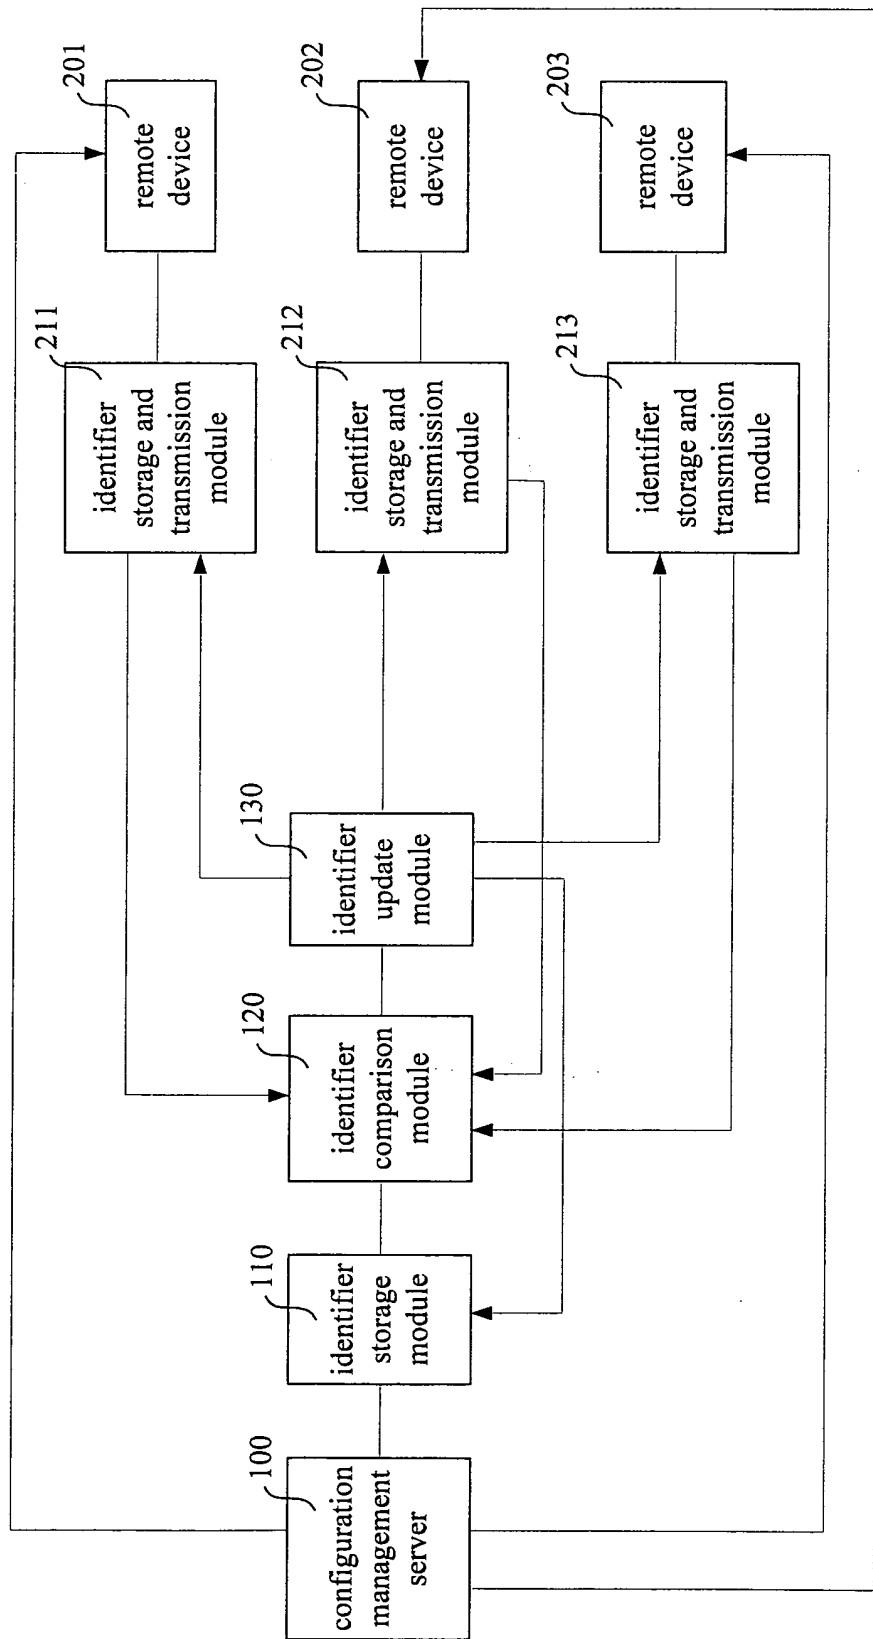 201
remote
device
202
remote
device
203
remote
device
211
identifier
storage and
transmission
module
212
identifier
storage and
transmission
module
213
identifier
storage and
transmission
module
130
identifier
update
module
120
identifier
comparison
module
110
identifier
storage
module
100
configuration
management
server